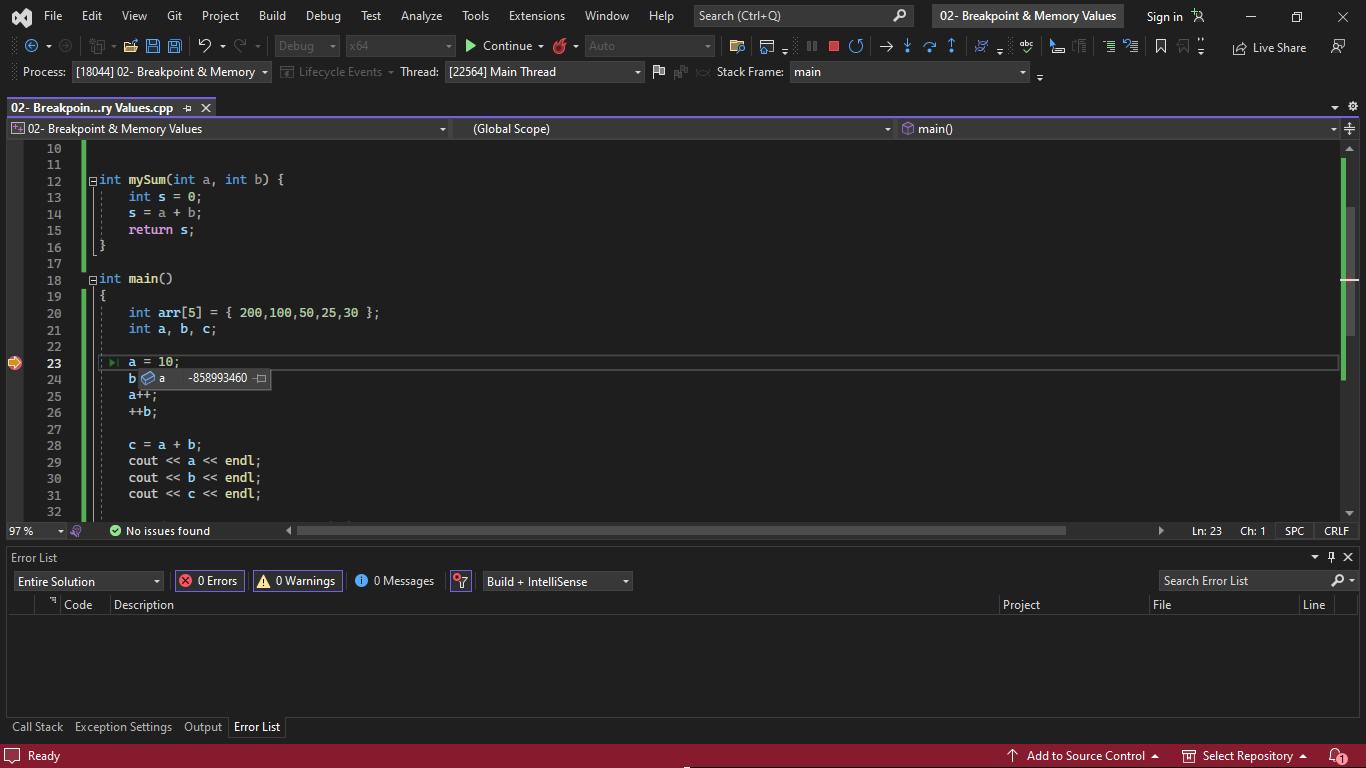 File Edit View Git Project Build Debug Test Analyze Tools Extensions Window Help Search (Ctrl+Q) 02- Breakpoint & Memory Values Sign in
Debug x64 Continue Auto Live Share
Process: [18044] 02- Breakpoint & Memory Lifecycle Events Thread: [22564] Main Thread Stack Frame: main
02- Breakpoin...ry Values.cpp
02- Breakpoint & Memory Values (Global Scope) main()
10
11
12 int mySum(int a, int b) {
13 int s = 0;
14 s = a + b;
15 return s;
16 }
17
18 int main()
19 {
20 int arr[5] = { 200,100,50,25,30 };
21 int a, b, c;
22
23 a = 10;
24 b a -858993460
25 a++;
26 ++b;
27
28 c = a + b;
29 cout << a << endl;
30 cout << b << endl;
31 cout << c << endl;
32
97 % No issues found Ln: 23 Ch: 1 SPC CRLF
Error List
Entire Solution 0 Errors 0 Warnings 0 Messages Build + IntelliSense Search Error List
Code Description Project File Line
Call Stack Exception Settings Output Error List
Ready Add to Source Control Select Repository 1